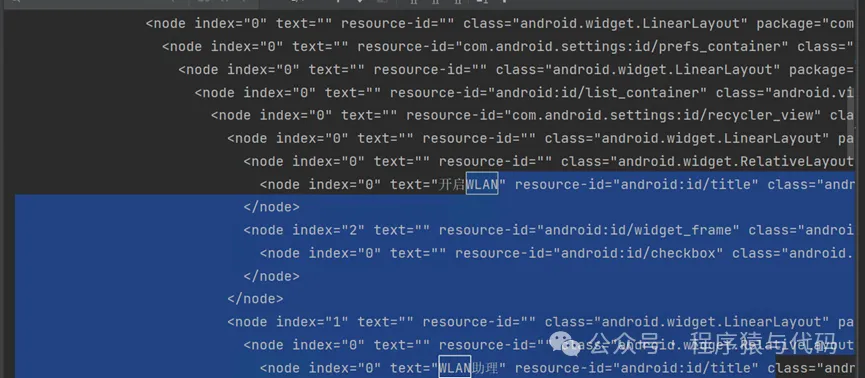 <node index="0" text="" resource-id="" class="android.widget.LinearLayout" package="com
<node index="0" text="" resource-id="com.android.settings:id/prefs_container" class="
<node index="0" text="" resource-id="" class="android.widget.LinearLayout" package=
<node index="0" text="" resource-id="android:id/list_container" class="android.vi
<node index="0" text="" resource-id="com.android.settings:id/recycler_view" cla
<node index="0" text="" resource-id="" class="android.widget.LinearLayout" pa
<node index="0" text="" resource-id="" class="android.widget.RelativeLayout
<node index="0" text="开启WLAN" resource-id="android:id/title" class="andr
</node>
<node index="2" text="" resource-id="android:id/widget_frame" class="androi
<node index="0" text="" resource-id="android:id/checkbox" class="android.
</node>
</node>
<node index="1" text="" resource-id="" class="android.widget.LinearLayout" pa
<node index="0" text="" resource-id="" class="android.widget.RelativeLayout
公众号·程序猿与代码
<node index="0" text="WLAN助理" resource-id="android:id/title" class="andr